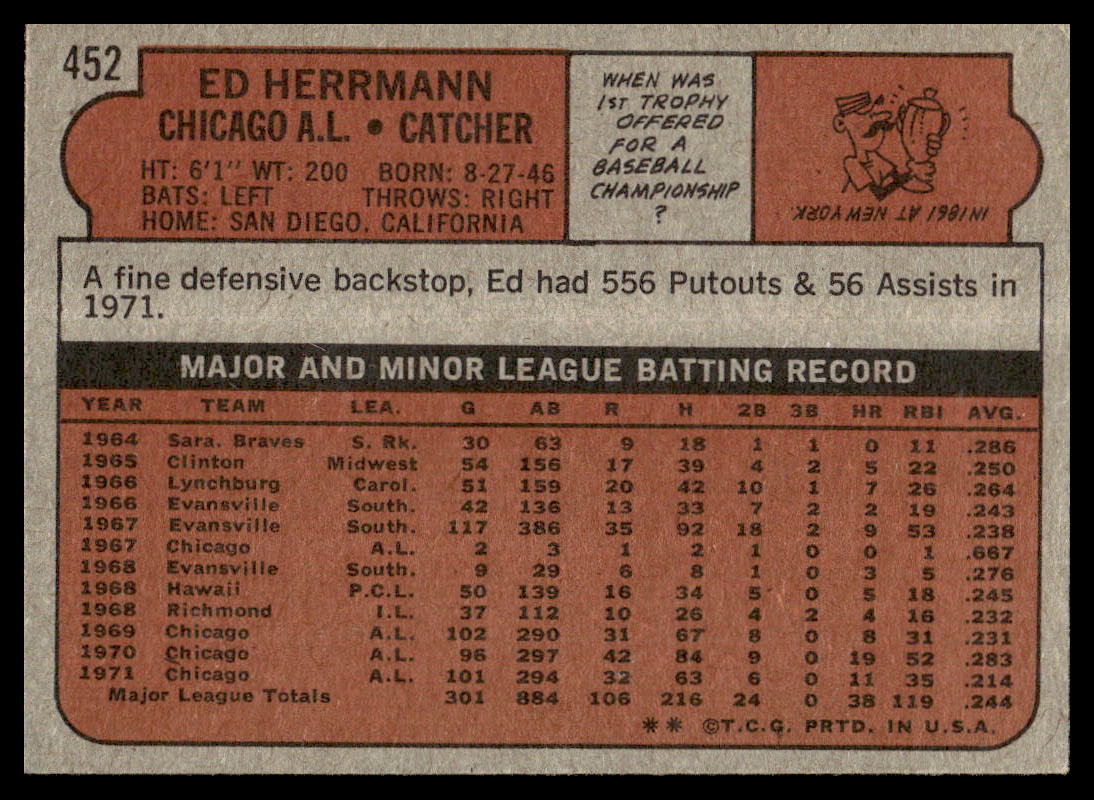 452
ED HERRMANN
CHICAGO A.L. • CATCHER
HT: 6'1" WT: 200 BORN: 8-27-46
BATS: LEFT THROWS: RIGHT
HOME: SAN DIEGO, CALIFORNIA
WHEN WAS
1ST TROPHY
OFFERED
FOR A
BASEBALL
CHAMPIONSHIP
?
IN 1861 AT NEW YORK
A fine defensive backstop, Ed had 556 Putouts & 56 Assists in
1971.
MAJOR AND MINOR LEAGUE BATTING RECORD
YEAR TEAM LEA. G AB R H 2B 3B HR RBI AVG.
1964 Sara. Braves S. Rk. 30 63 9 18 1 1 0 11 .286
1965 Clinton Midwest 54 156 17 39 4 2 5 22 .250
1966 Lynchburg Carol. 51 159 20 42 10 1 7 26 .264
1966 Evansville South. 42 136 13 33 7 2 2 19 .243
1967 Evansville South. 117 386 35 92 18 2 9 53 .238
1967 Chicago A.L. 2 3 1 2 1 0 0 1 .667
1968 Evansville South. 9 29 6 8 1 0 3 5 .276
1968 Hawaii P.C.L. 50 139 16 34 5 0 5 18 .245
1968 Richmond I.L. 37 112 10 26 4 2 4 16 .232
1969 Chicago A.L. 102 290 31 67 8 0 8 31 .231
1970 Chicago A.L. 96 297 42 84 9 0 19 52 .283
1971 Chicago A.L. 101 294 32 63 6 0 11 35 .214
Major League Totals 301 884 106 216 24 0 38 119 .244
** ©T.C.G. PRTD. IN U.S.A.